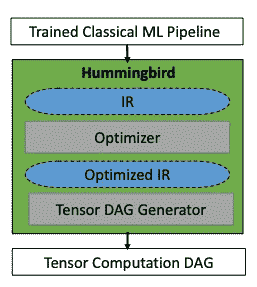 Trained Classical ML Pipeline
Hummingbird
IR
Optimizer
Optimized IR
Tensor DAG Generator
Tensor Computation DAG